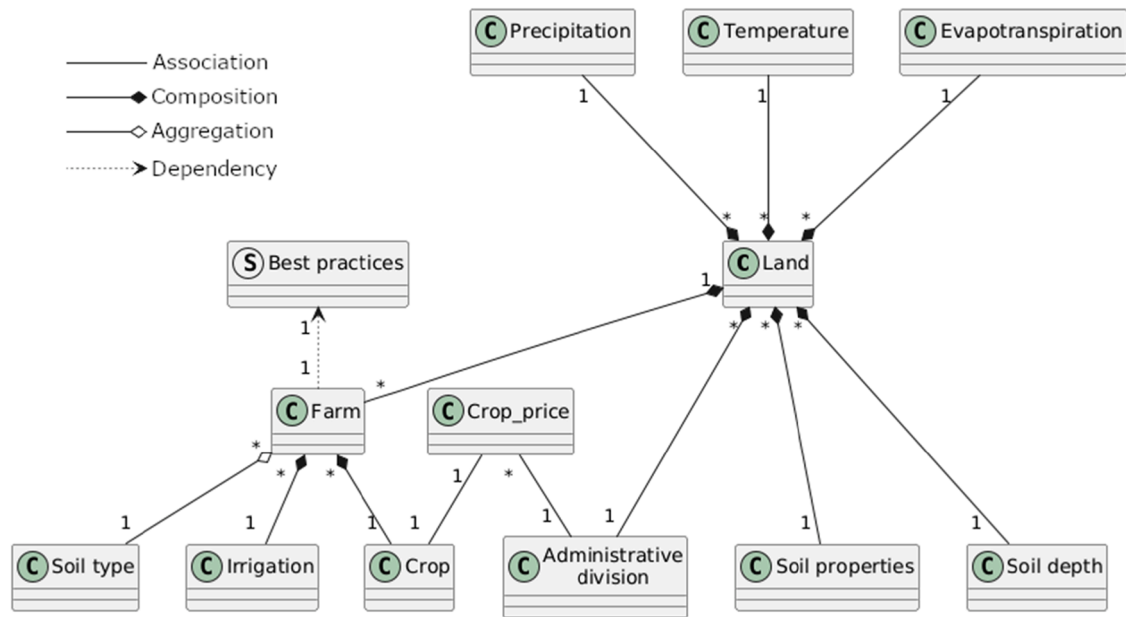 C Precipitation
C Temperature
C Evapotranspiration
Association
Composition
Aggregation
Dependency
1
1
1
*
*
*
S Best practices
C Land
1
1
1
*
*
*
*
C Farm
C Crop_price
*
*
*
1
*
1
1
1
1
1
1
1
1
C Soil type
C Irrigation
C Crop
C Administrative
division
C Soil properties
C Soil depth